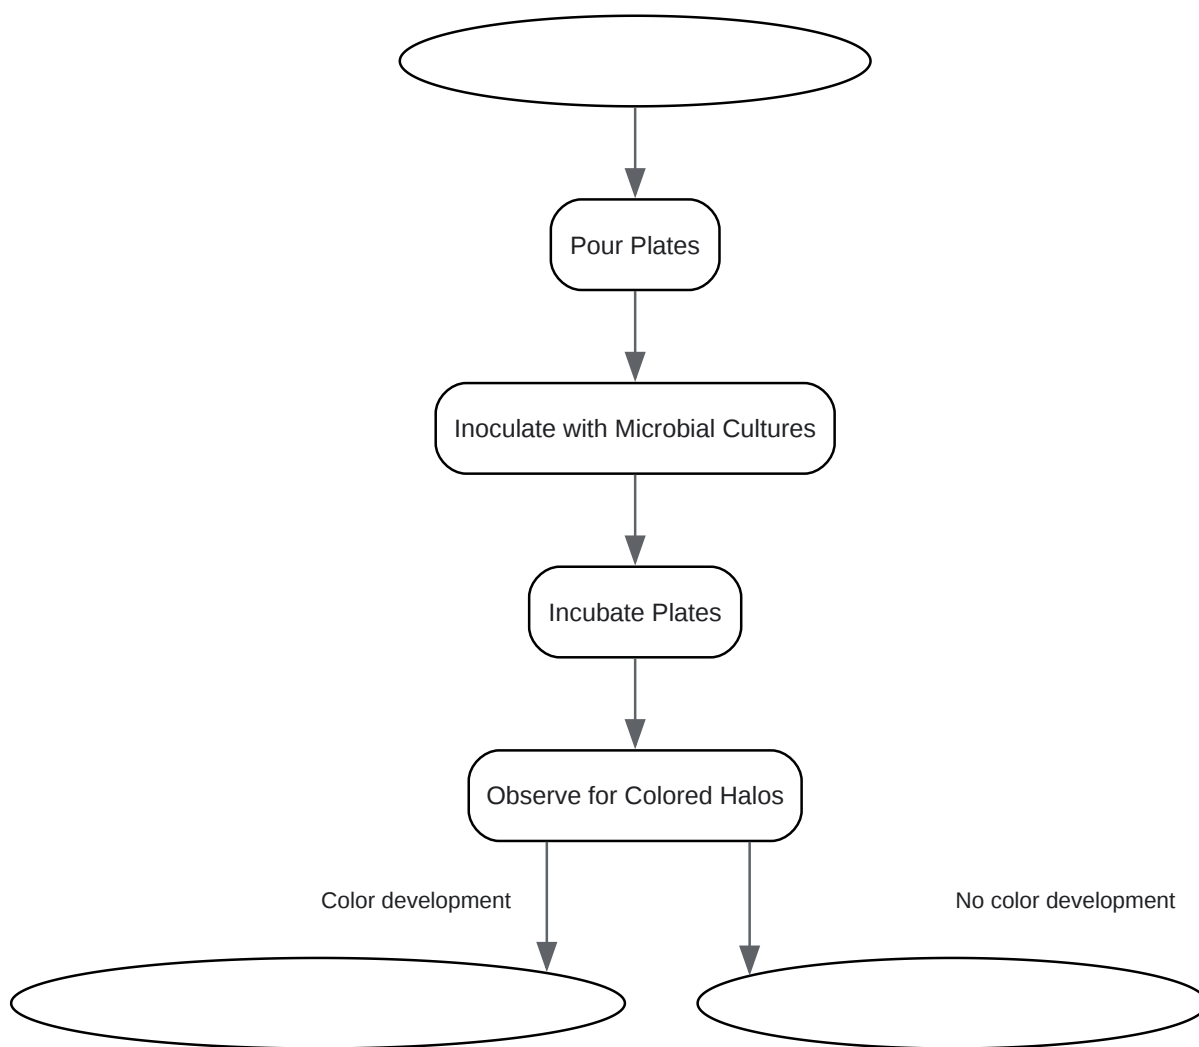 Pour Plates
Inoculate with Microbial Cultures
Incubate Plates
Observe for Colored Halos
Color development
No color development